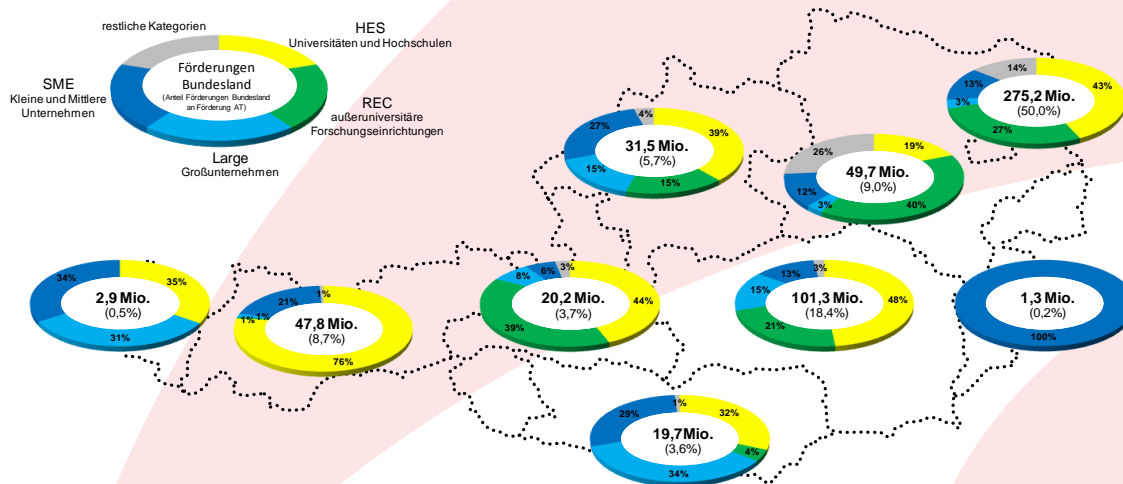 restliche Kategorien
HES
Universitäten und Hochschulen
SME
Kleine und Mittlere
Unternehmen
Förderungen
Bundesland
(Anteil Förderungen Bundesland
an Förderung AT)
REC
außeruniversitäre
Forschungseinrichtungen
Large
Großunternehmen
14%
13%
43%
3%
27%
275,2 Mio.
(50,0%)
4%
27%
39%
15%
15%
31,5 Mio.
(5,7%)
26%
19%
12%
3%
40%
49,7 Mio.
(9,0%)
34%
35%
31%
2,9 Mio.
(0,5%)
1%
21%
1%
1%
76%
47,8 Mio.
(8,7%)
3%
6%
8%
44%
39%
20,2 Mio.
(3,7%)
3%
13%
15%
48%
21%
101,3 Mio.
(18,4%)
1,3 Mio.
(0,2%)
100%
1%
29%
32%
4%
34%
19,7 Mio.
(3,6%)